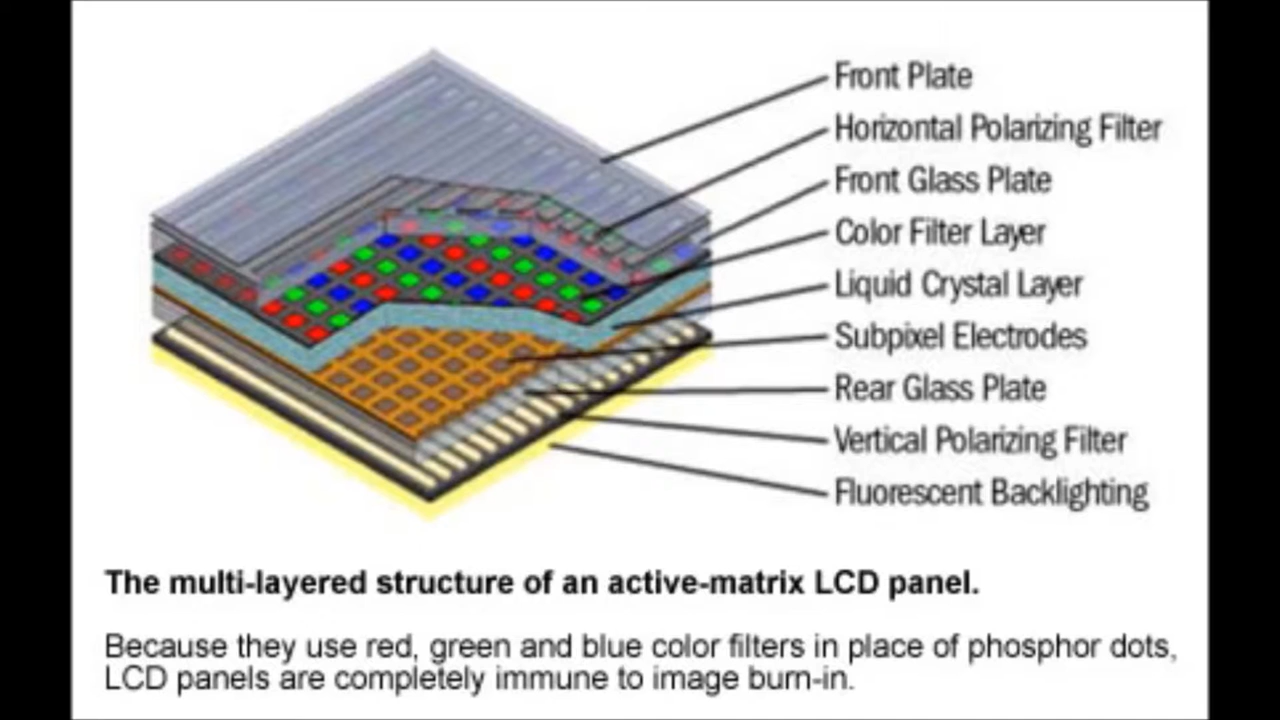 Front Plate
Horizontal Polarizing Filter
Front Glass Plate
Color Filter Layer
Liquid Crystal Layer
Subpixel Electrodes
Rear Glass Plate
Vertical Polarizing Filter
Fluorescent Backlighting
The multi-layered structure of an active-matrix LCD panel.
Because they use red, green and blue color filters in place of phosphor dots,
LCD panels are completely immune to image burn-in.